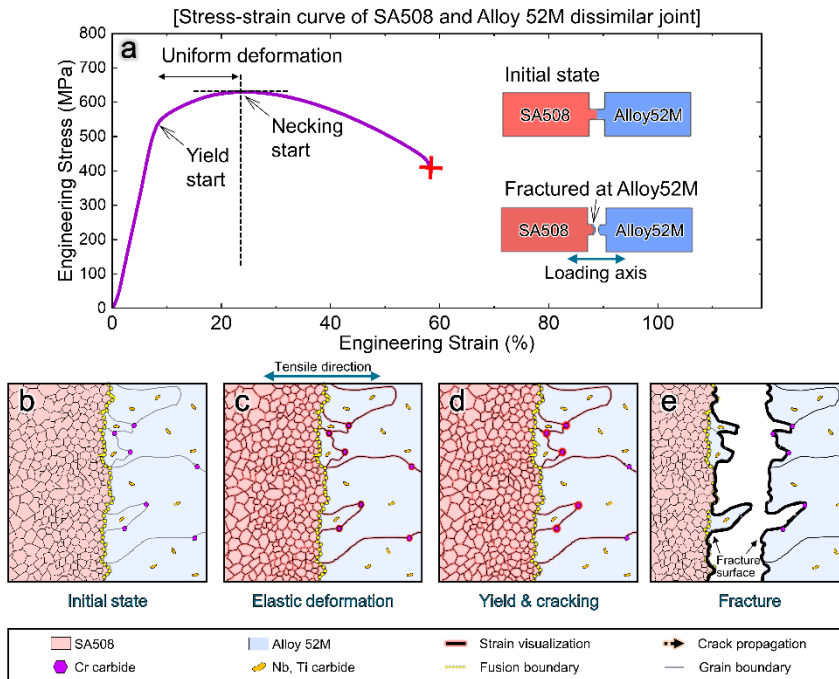 [Stress-strain curve of SA508 and Alloy 52M dissimilar joint]
a
Uniform deformation
Yield
start
Necking
start
Initial state
SA508
Alloy52M
Fractured at Alloy52M
SA508
Alloy52M
Loading axis
Engineering Stress (MPa)
800
700
600
500
400
300
200
100
0
0
20
40
60
80
100
Engineering Strain (%)
Tensile direction
b
c
d
e
Fracture
surface
Initial state
Elastic deformation
Yield & cracking
Fracture
SA508
Alloy 52M
Strain visualization
Crack propagation
Cr carbide
Nb, Ti carbide
Fusion boundary
Grain boundary